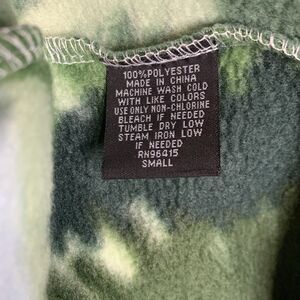 100%POLYESTER
MADE IN CHINA
MACHINE WASH COLD
WITH LIKE COLORS
USE ONLY NON-CHLORINE
BLEACH IF NEEDED
TUMBLE DRY LOW
STEAM IRON LOW
IF NEEDED
RN96415
SMALL